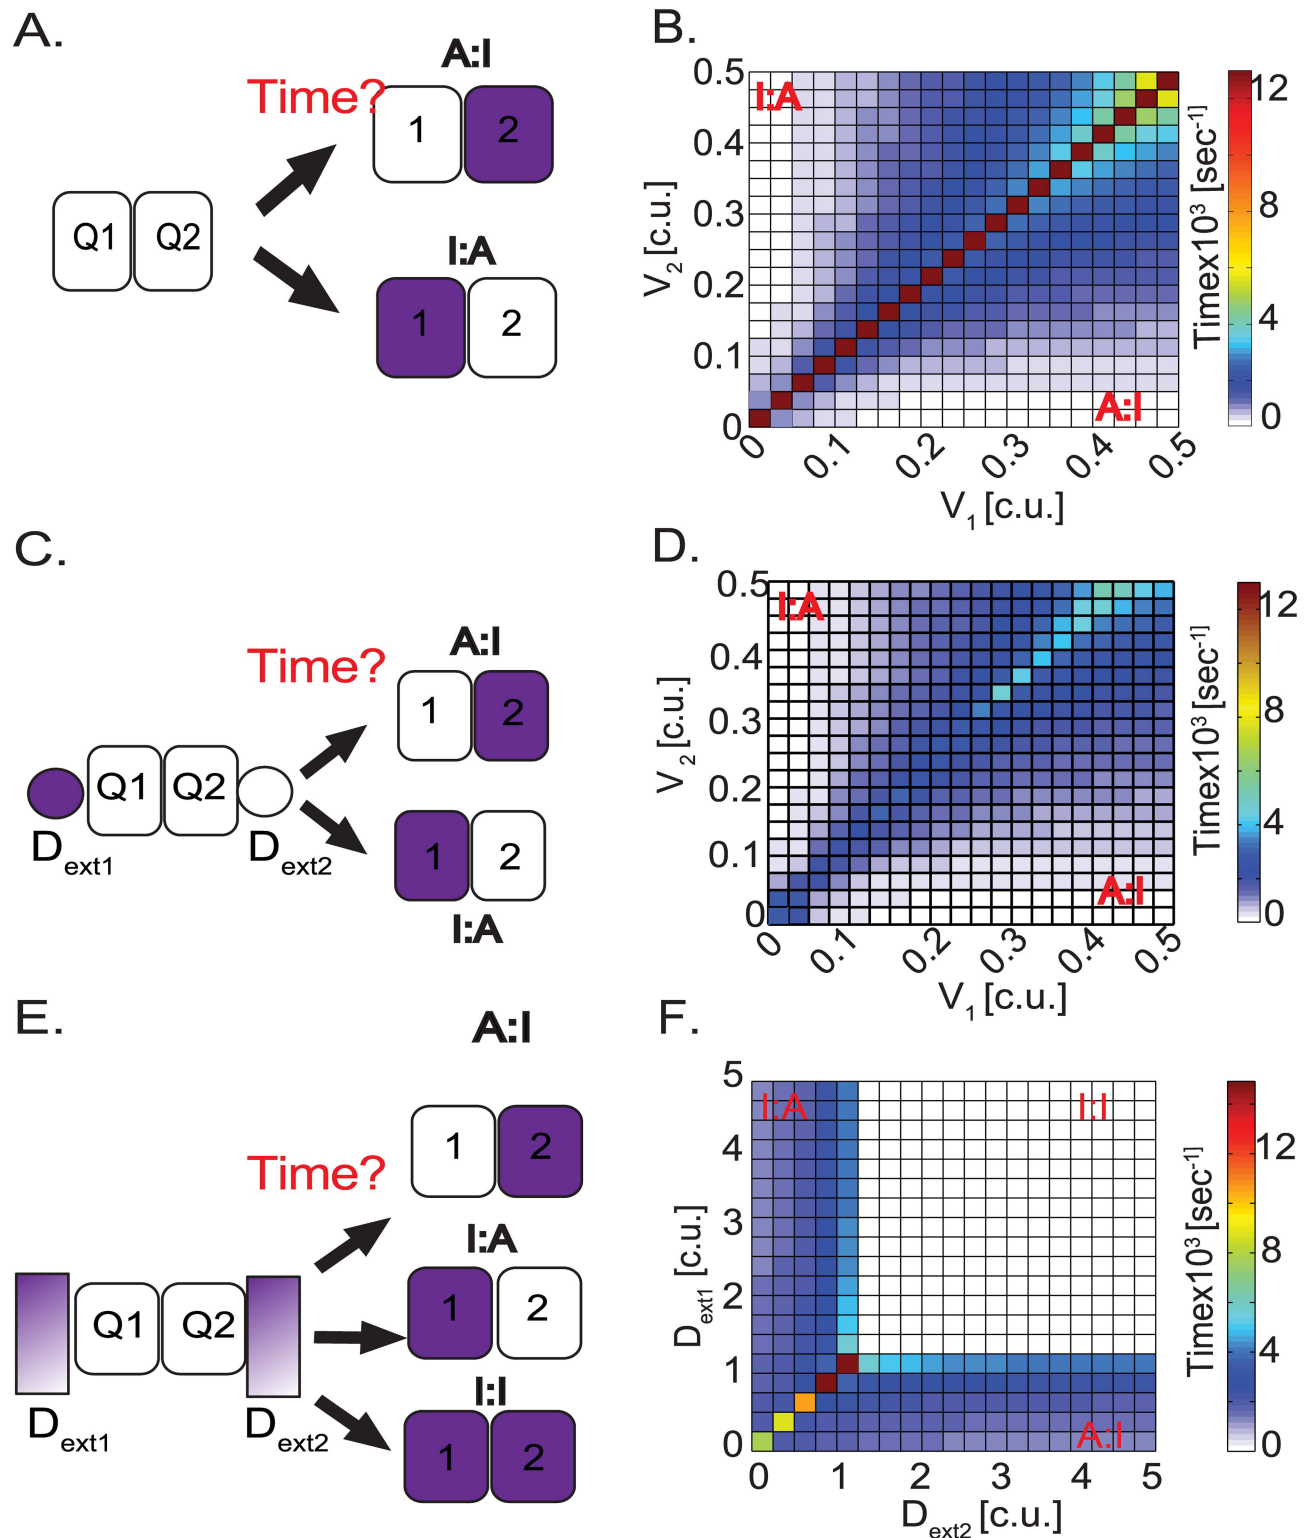 A.
A:I
Time?
1 2
Q1 Q2
I:A
1 2
B.
0.5
0.4
0.3
0.2
0.1
0
V2 [c.u.]
I:A
A:I
0 0.1 0.2 0.3 0.4 0.5
V1 [c.u.]
12
8
4
0
Timex10³ [sec⁻¹]
C.
A:I
Time?
1 2
Q1 Q2
Dext1 Dext2
1 2
I:A
D.
0.5
0.4
0.3
0.2
0.1
0
V2 [c.u.]
I:A
A:I
0 0.1 0.2 0.3 0.4 0.5
V1 [c.u.]
12
8
4
0
Timex10³ [sec⁻¹]
E.
A:I
1 2
Time?
I:A
Q1 Q2
1 2
I:I
Dext1 Dext2
1 2
F.
5
4
3
2
1
0
Dext1 [c.u.]
I:A I:I
A:I
0 1 2 3 4 5
Dext2 [c.u.]
12
8
4
0
Timex10³ [sec⁻¹]